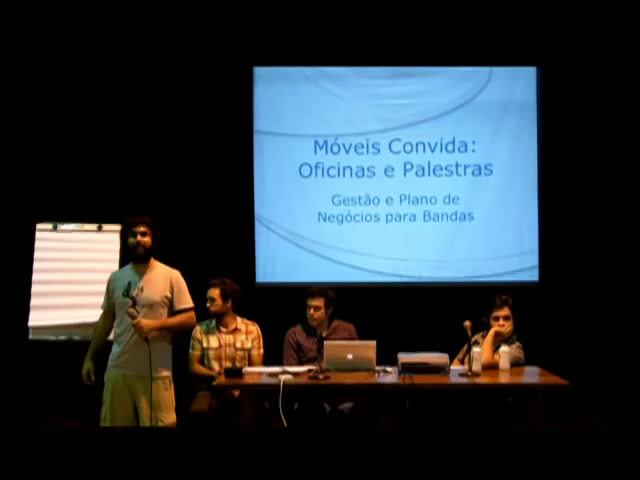 Móveis Convida:
Oficinas e Palestras
Gestão e Plano de
Negócios para Bandas